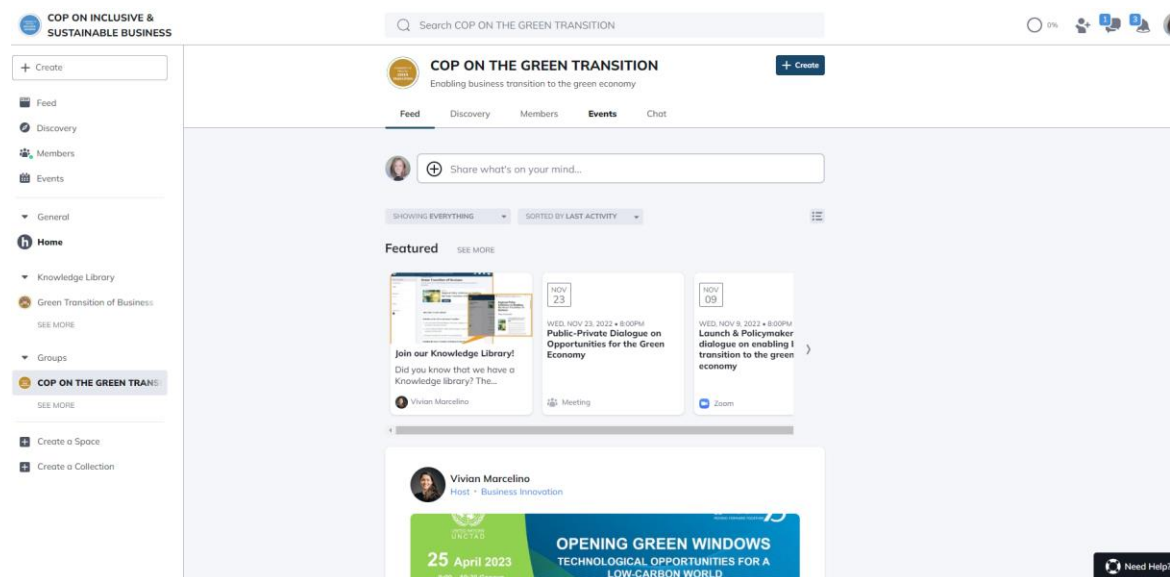 COP ON INCLUSIVE &
SUSTAINABLE BUSINESS
Search COP ON THE GREEN TRANSITION
0%
1
3
+ Create
Feed
Discovery
Members
Events
General
Home
Knowledge Library
Green Transition of Business
SEE MORE
Groups
COP ON THE GREEN TRANS
SEE MORE
Create a Space
Create a Collection
COP ON THE GREEN TRANSITION
Enabling business transition to the green economy
+ Create
Feed Discovery Members Events Chat
Share what's on your mind...
SHOWING EVERYTHING
SORTED BY LAST ACTIVITY
Featured SEE MORE
Join our Knowledge Library!
Did you know that we have a
Knowledge library? The...
Vivian Marcelino
NOV
23
WED, NOV 23, 2022 • 8:00PM
Public-Private Dialogue on
Opportunities for the Green
Economy
Meeting
NOV
09
WED, NOV 9, 2022 • 8:00PM
Launch & Policymaker
dialogue on enabling
transition to the green
economy
Zoom
Vivian Marcelino
Host • Business Innovation
UNITED NATIONS
UNCTAD
25 April 2023
OPENING GREEN WINDOWS
TECHNOLOGICAL OPPORTUNITIES FOR A
LOW-CARBON WORLD
Need Help?